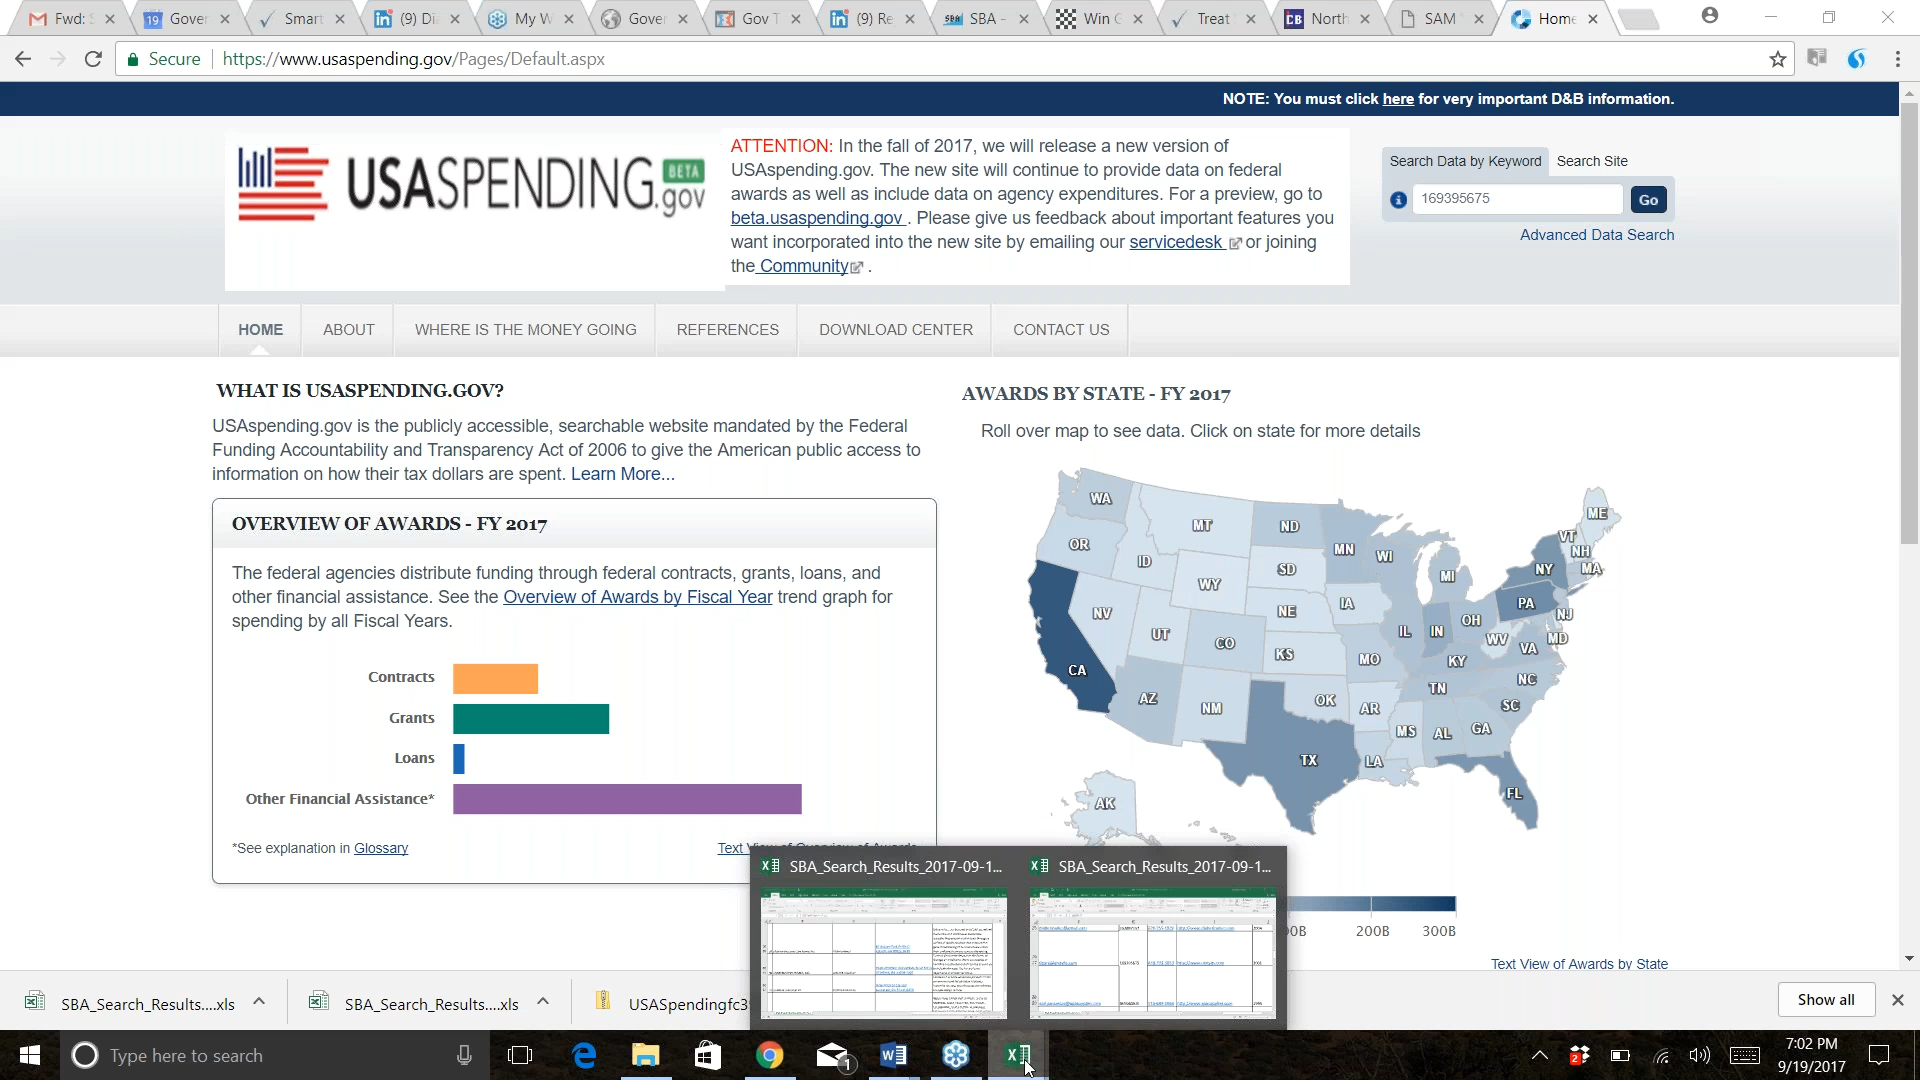 Fwd: S
19 Gover
Smart
(9) Di
My W
Gover
Gov T
(9) Re
SBA SBA -
Win G
Treat
CB North
SAM
Home
Secure https://www.usaspending.gov/Pages/Default.aspx
NOTE: You must click here for very important D&B information.
USASPENDING.gov BETA
ATTENTION: In the fall of 2017, we will release a new version of
USAspending.gov. The new site will continue to provide data on federal
awards as well as include data on agency expenditures. For a preview, go to
beta.usaspending.gov . Please give us feedback about important features you
want incorporated into the new site by emailing our servicedesk or joining
the Community .
Search Data by Keyword Search Site
169395675 Go
Advanced Data Search
HOME ABOUT WHERE IS THE MONEY GOING REFERENCES DOWNLOAD CENTER CONTACT US
WHAT IS USASPENDING.GOV?
USAspending.gov is the publicly accessible, searchable website mandated by the Federal
Funding Accountability and Transparency Act of 2006 to give the American public access to
information on how their tax dollars are spent. Learn More...
OVERVIEW OF AWARDS - FY 2017
The federal agencies distribute funding through federal contracts, grants, loans, and
other financial assistance. See the Overview of Awards by Fiscal Year trend graph for
spending by all Fiscal Years.
Contracts
Grants
Loans
Other Financial Assistance*
*See explanation in Glossary
Text View of Overview of Awards
AWARDS BY STATE - FY 2017
Roll over map to see data. Click on state for more details
WA
MT
ND
ME
VT
OR
MN
NH
ID
WI
SD
NY
MA
MI
WY
IA
PA
NV
NE
NJ
OH
UT
IL
IN
CO
WV
MD
KS
VA
MO
KY
CA
NC
TN
AZ
OK
NM
AR
SC
MS
AL
GA
TX
LA
FL
AK
00B 200B 300B
Text View of Awards by State
SBA_Search_Results_2017-09-1...
SBA_Search_Results_2017-09-1...
SBA_Search_Results....xls
SBA_Search_Results....xls
USASpendingfc3
Show all
Type here to search
1
2
7:02 PM
9/19/2017